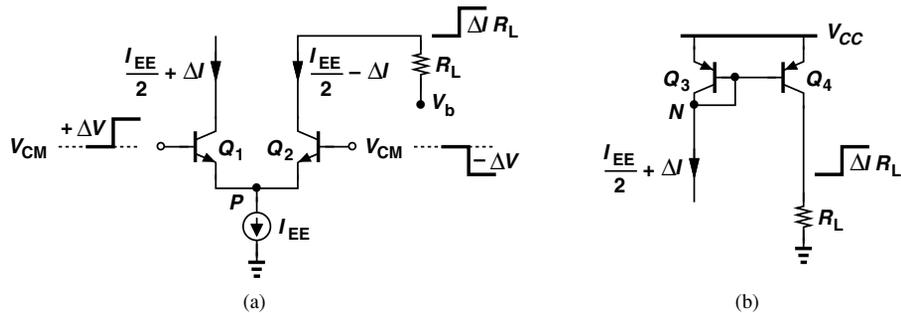 ΔI R_L
I_EE/2 + ΔI
I_EE/2 − ΔI
R_L
V_b
V_CM + ΔV
Q_1 Q_2
V_CM − ΔV
P
I_EE
(a)
V_CC
Q_3 Q_4
N
I_EE/2 + ΔI
ΔI R_L
R_L
(b)